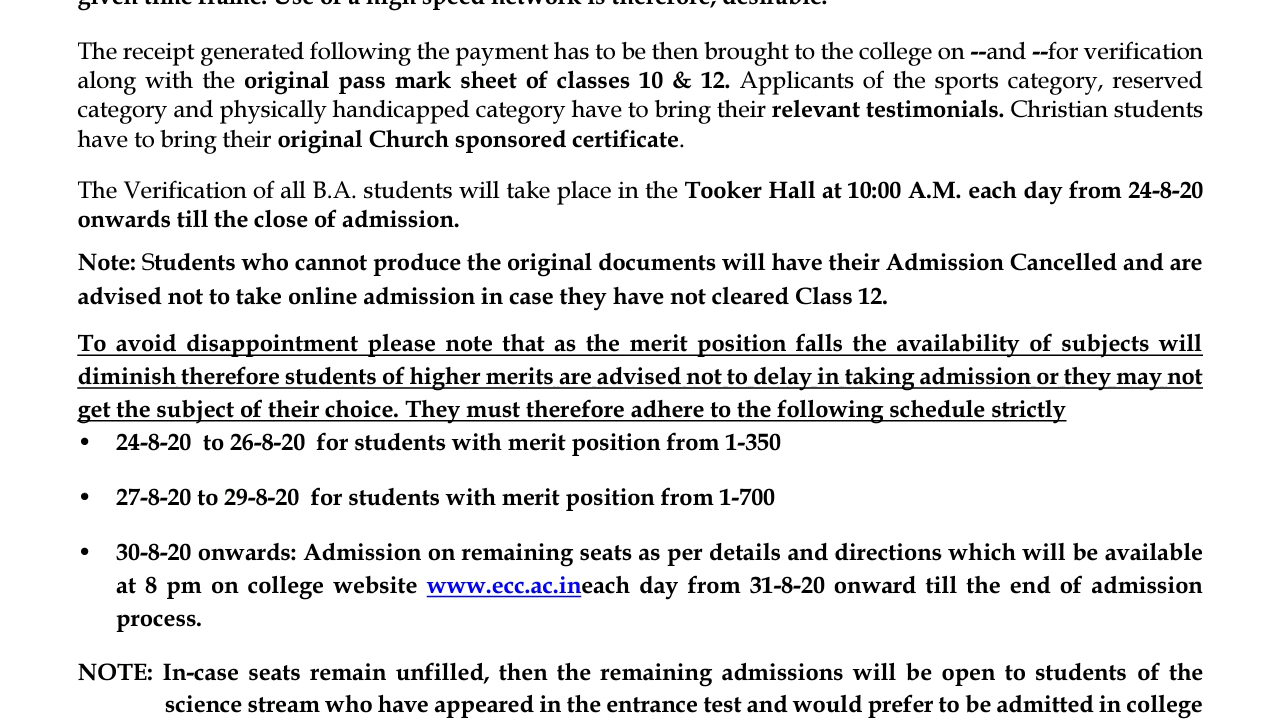 given time frame. Use of a high speed network is therefore, desirable.
The receipt generated following the payment has to be then brought to the college on --and --for verification
along with the original pass mark sheet of classes 10 & 12. Applicants of the sports category, reserved
category and physically handicapped category have to bring their relevant testimonials. Christian students
have to bring their original Church sponsored certificate.
The Verification of all B.A. students will take place in the Tooker Hall at 10:00 A.M. each day from 24-8-20
onwards till the close of admission.
Note: Students who cannot produce the original documents will have their Admission Cancelled and are
advised not to take online admission in case they have not cleared Class 12.
To avoid disappointment please note that as the merit position falls the availability of subjects will
diminish therefore students of higher merits are advised not to delay in taking admission or they may not
get the subject of their choice. They must therefore adhere to the following schedule strictly
• 24-8-20 to 26-8-20 for students with merit position from 1-350
• 27-8-20 to 29-8-20 for students with merit position from 1-700
• 30-8-20 onwards: Admission on remaining seats as per details and directions which will be available
at 8 pm on college website www.ecc.ac.ineach day from 31-8-20 onward till the end of admission
process.
NOTE: In-case seats remain unfilled, then the remaining admissions will be open to students of the
science stream who have appeared in the entrance test and would prefer to be admitted in college